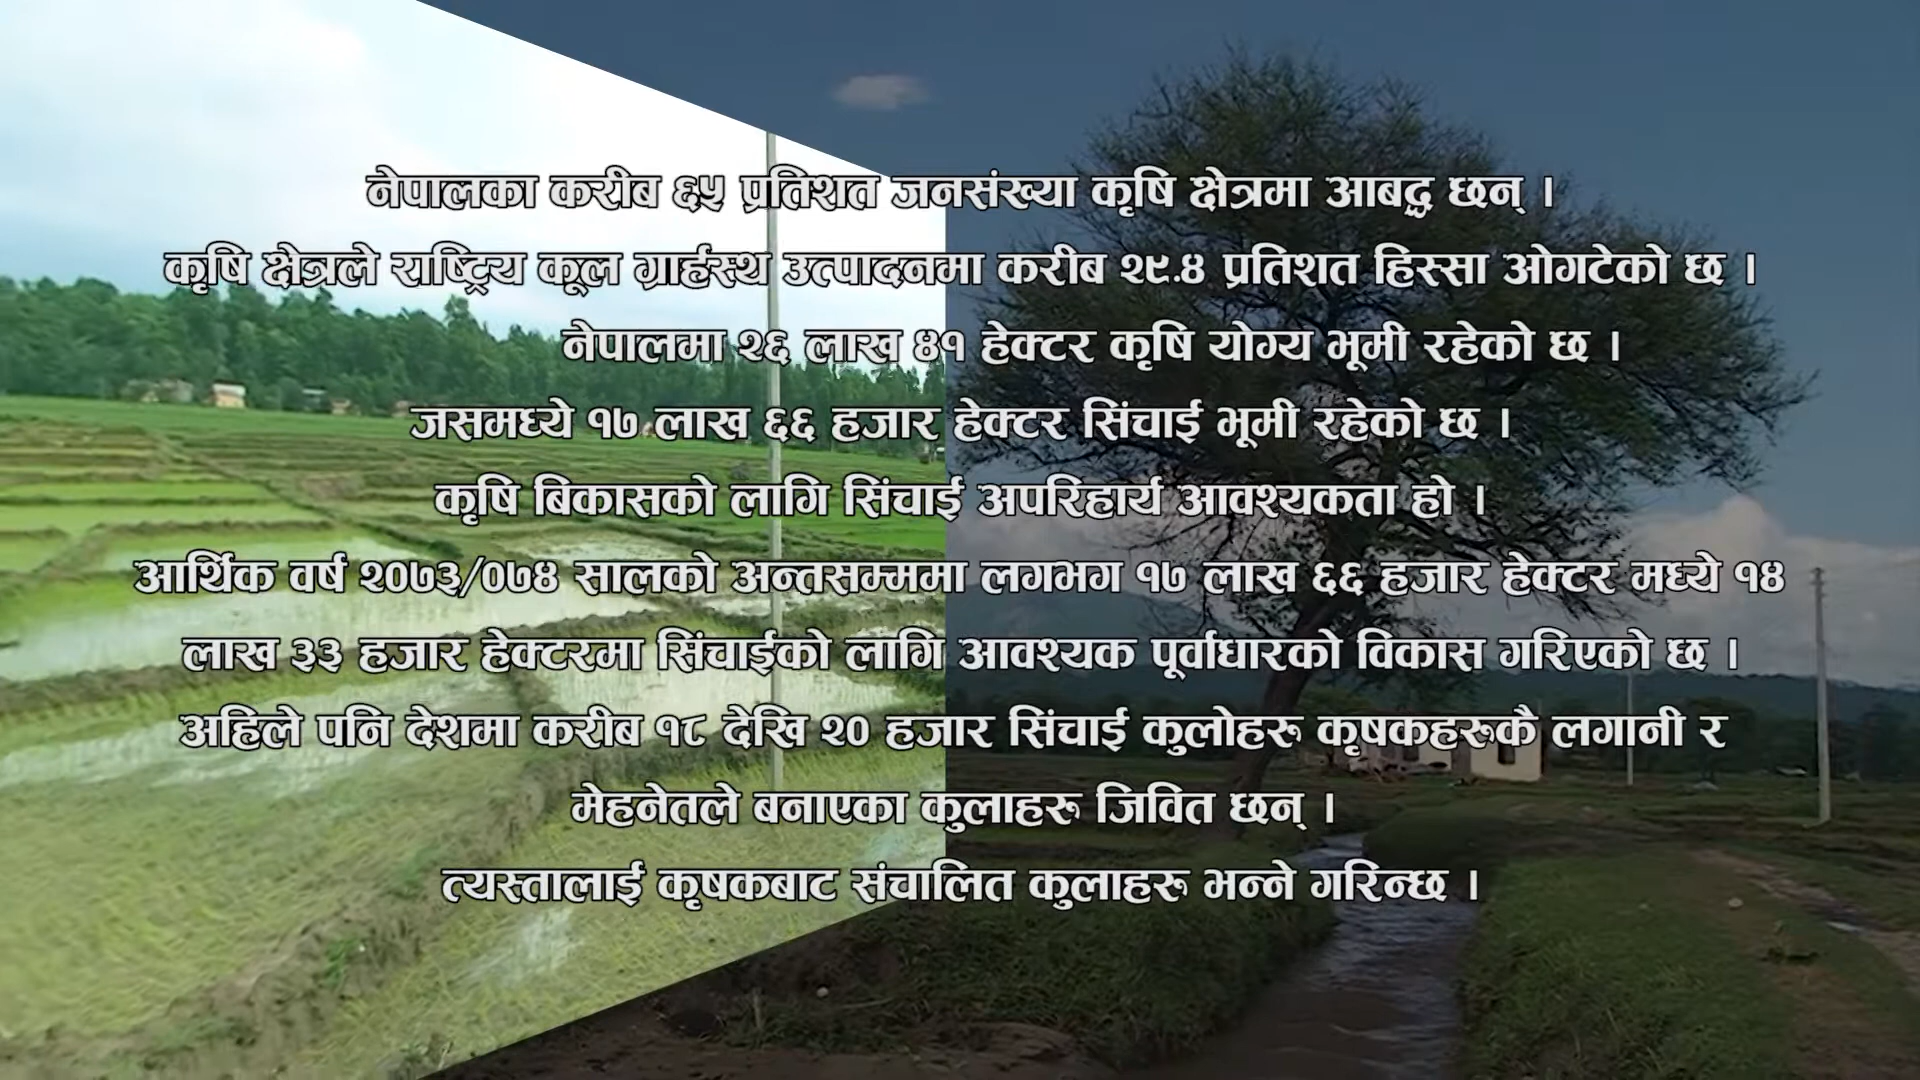 नेपालका करीब ६५ प्रतिशत जनसंख्या कृषि क्षेत्रमा आबद्ध छन् ।
कृषि क्षेत्रले राष्ट्रिय कूल ग्रार्हस्थ उत्पादनमा करीब २९.४ प्रतिशत हिस्सा ओगटेको छ ।
नेपालमा २६ लाख ४१ हेक्टर कृषि योग्य भूमी रहेको छ ।
जसमध्ये १७ लाख ६६ हजार हेक्टर सिंचाई भूमी रहेको छ ।
कृषि बिकासको लागि सिंचाई अपरिहार्य आवश्यकता हो ।
आर्थिक वर्ष २०७३/०७४ सालको अन्तसम्ममा लगभग १७ लाख ६६ हजार हेक्टर मध्ये १४
लाख ३३ हजार हेक्टरमा सिंचाईको लागि आवश्यक पूर्वाधारको विकास गरिएको छ ।
अहिले पनि देशमा करीब १८ देखि २० हजार सिंचाई कुलोहरु कृषकहरुकै लगानी र
मेहनेतले बनाएका कुलाहरु जिवित छन् ।
त्यस्तालाई कृषकबाट संचालित कुलाहरु भन्ने गरिन्छ ।